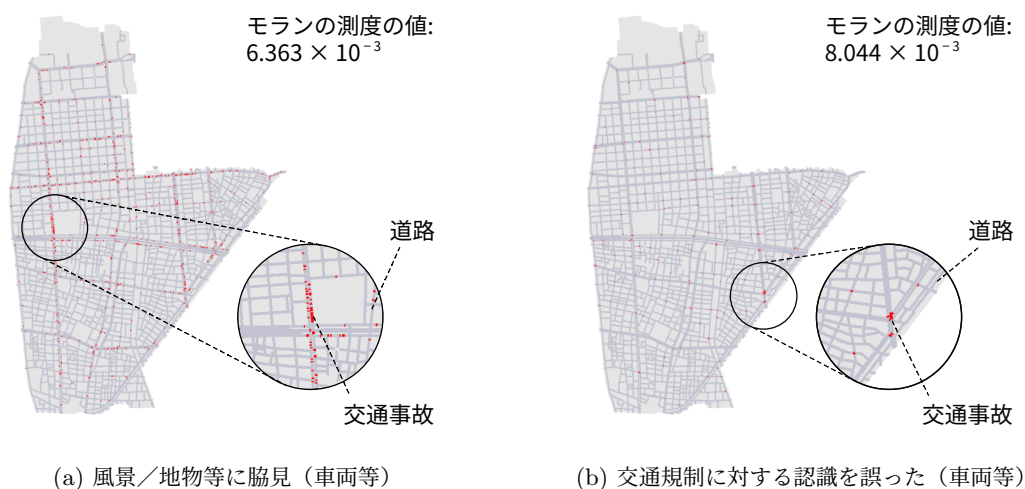 モランの測度の値:
6.363 × 10⁻³
道路
交通事故
(a) 風景／地物等に脇見（車両等）
モランの測度の値:
8.044 × 10⁻³
道路
交通事故
(b) 交通規制に対する認識を誤った（車両等）